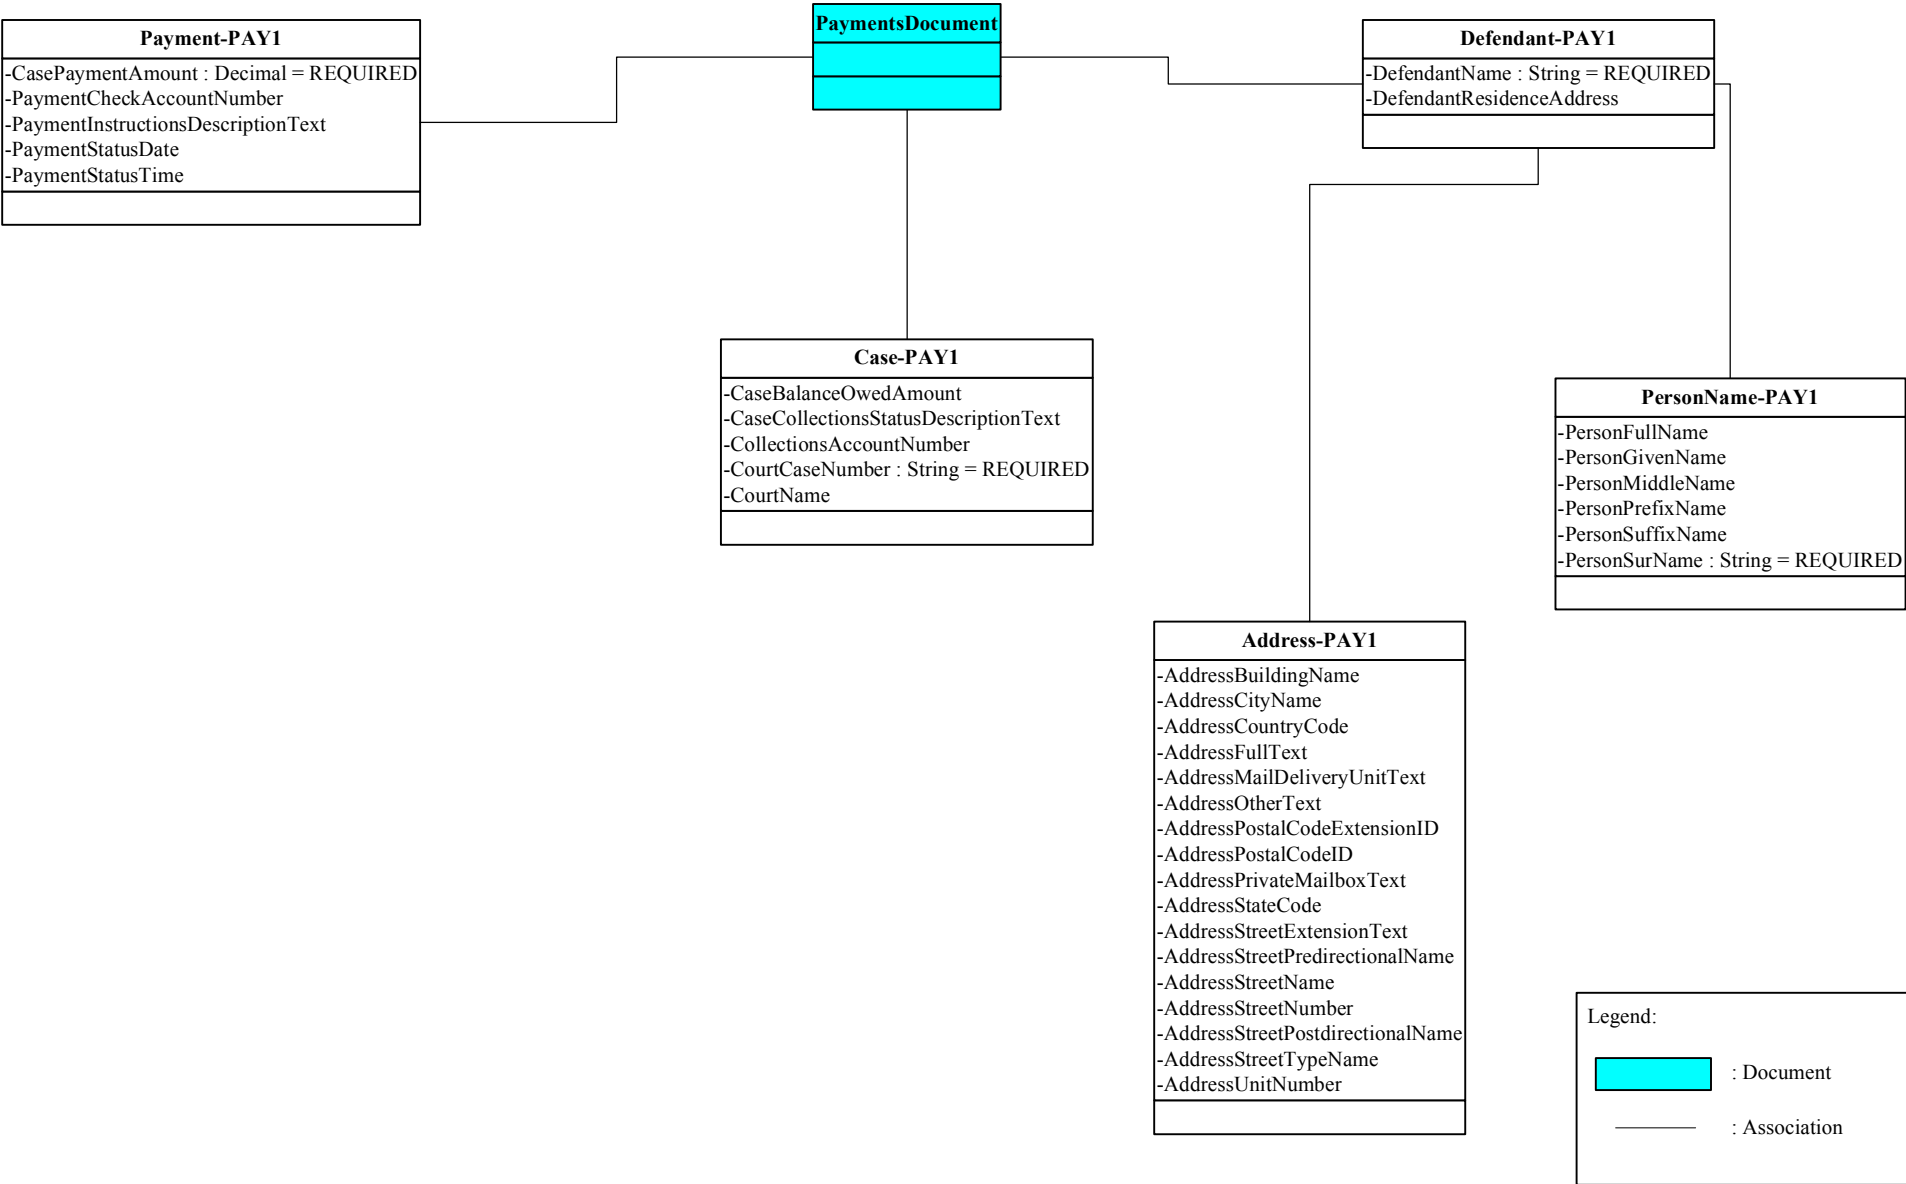 Payment-PAY1
-CasePaymentAmount : Decimal = REQUIRED
-PaymentCheckAccountNumber
-PaymentInstructionsDescriptionText
-PaymentStatusDate
-PaymentStatusTime
PaymentsDocument
Defendant-PAY1
-DefendantName : String = REQUIRED
-DefendantResidenceAddress
Case-PAY1
-CaseBalanceOwedAmount
-CaseCollectionsStatusDescriptionText
-CollectionsAccountNumber
-CourtCaseNumber : String = REQUIRED
-CourtName
PersonName-PAY1
-PersonFullName
-PersonGivenName
-PersonMiddleName
-PersonPrefixName
-PersonSuffixName
-PersonSurName : String = REQUIRED
Address-PAY1
-AddressBuildingName
-AddressCityName
-AddressCountryCode
-AddressFullText
-AddressMailDeliveryUnitText
-AddressOtherText
-AddressPostalCodeExtensionID
-AddressPostalCodeID
-AddressPrivateMailboxText
-AddressStateCode
-AddressStreetExtensionText
-AddressStreetPredirectionalName
-AddressStreetName
-AddressStreetNumber
-AddressStreetPostdirectionalName
-AddressStreetTypeName
-AddressUnitNumber
Legend:
: Document
: Association